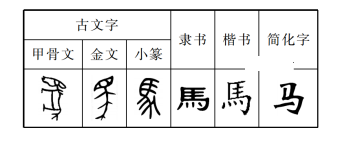 古文字 隶书 楷书 简化字
甲骨文 金文 小篆
馬 馬 马